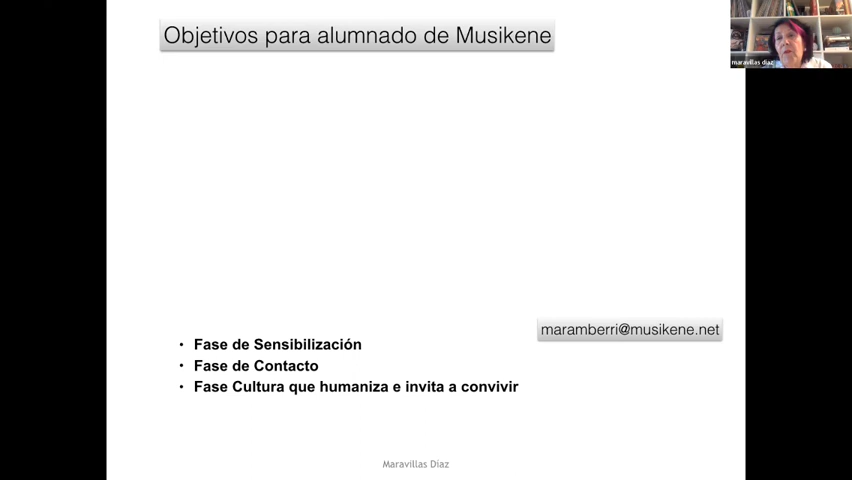 Objetivos para alumnado de Musikene
maravillas diaz
maramberri@musikene.net
• Fase de Sensibilización
• Fase de Contacto
• Fase Cultura que humaniza e invita a convivir
Maravillas Diaz